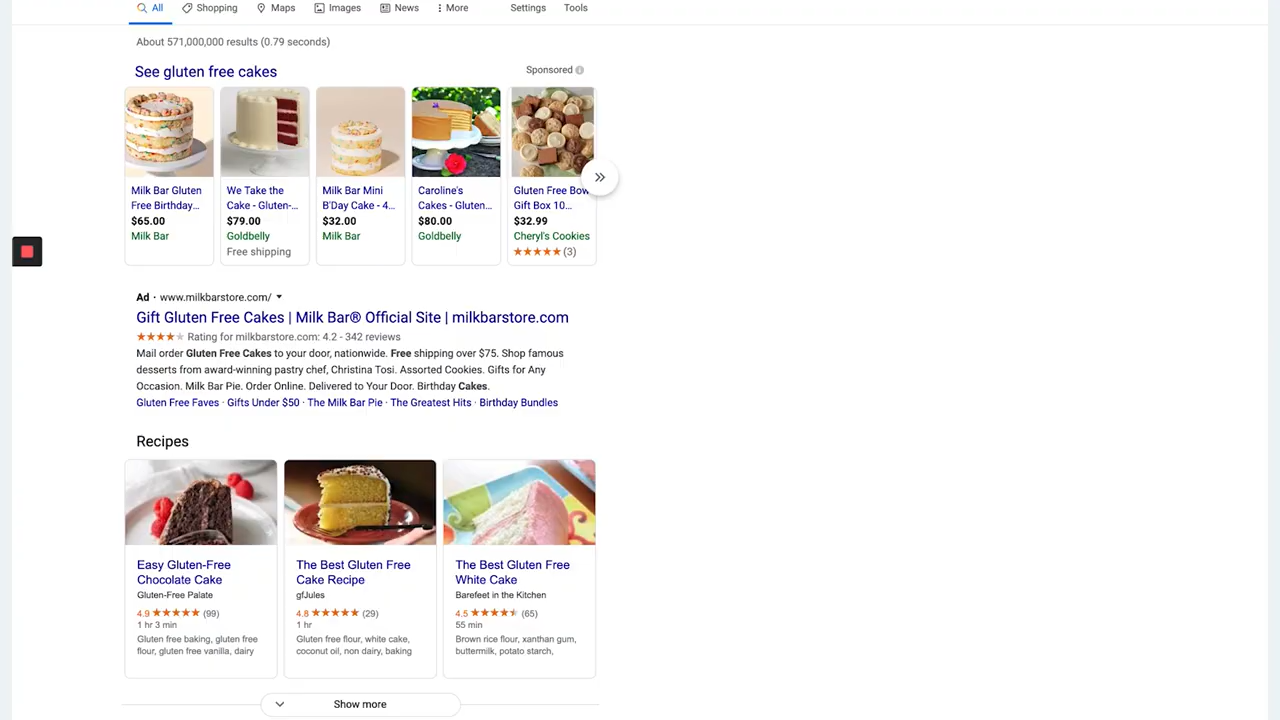 All Shopping Maps Images News More Settings Tools
About 571,000,000 results (0.79 seconds)
See gluten free cakes
Sponsored
Milk Bar Gluten
Free Birthday...
$65.00
Milk Bar
We Take the
Cake - Gluten-...
$79.00
Goldbelly
Free shipping
Milk Bar Mini
B'Day Cake - 4...
$32.00
Milk Bar
Caroline's
Cakes - Gluten...
$80.00
Goldbelly
Gluten Free Bow
Gift Box 10...
$32.99
Cheryl's Cookies
(3)
Ad · www.milkbarstore.com/
Gift Gluten Free Cakes | Milk Bar® Official Site | milkbarstore.com
Rating for milkbarstore.com: 4.2 - 342 reviews
Mail order Gluten Free Cakes to your door, nationwide. Free shipping over $75. Shop famous
desserts from award-winning pastry chef, Christina Tosi. Assorted Cookies. Gifts for Any
Occasion. Milk Bar Pie. Order Online. Delivered to Your Door. Birthday Cakes.
Gluten Free Faves · Gifts Under $50 · The Milk Bar Pie · The Greatest Hits · Birthday Bundles
Recipes
Easy Gluten-Free
Chocolate Cake
Gluten-Free Palate
4.9 (99)
1 hr 3 min
Gluten free baking, gluten free
flour, gluten free vanilla, dairy
The Best Gluten Free
Cake Recipe
gfJules
4.8 (29)
1 hr
Gluten free flour, white cake,
coconut oil, non dairy, baking
The Best Gluten Free
White Cake
Barefeet in the Kitchen
4.5 (65)
55 min
Brown rice flour, xanthan gum,
buttermilk, potato starch,
Show more